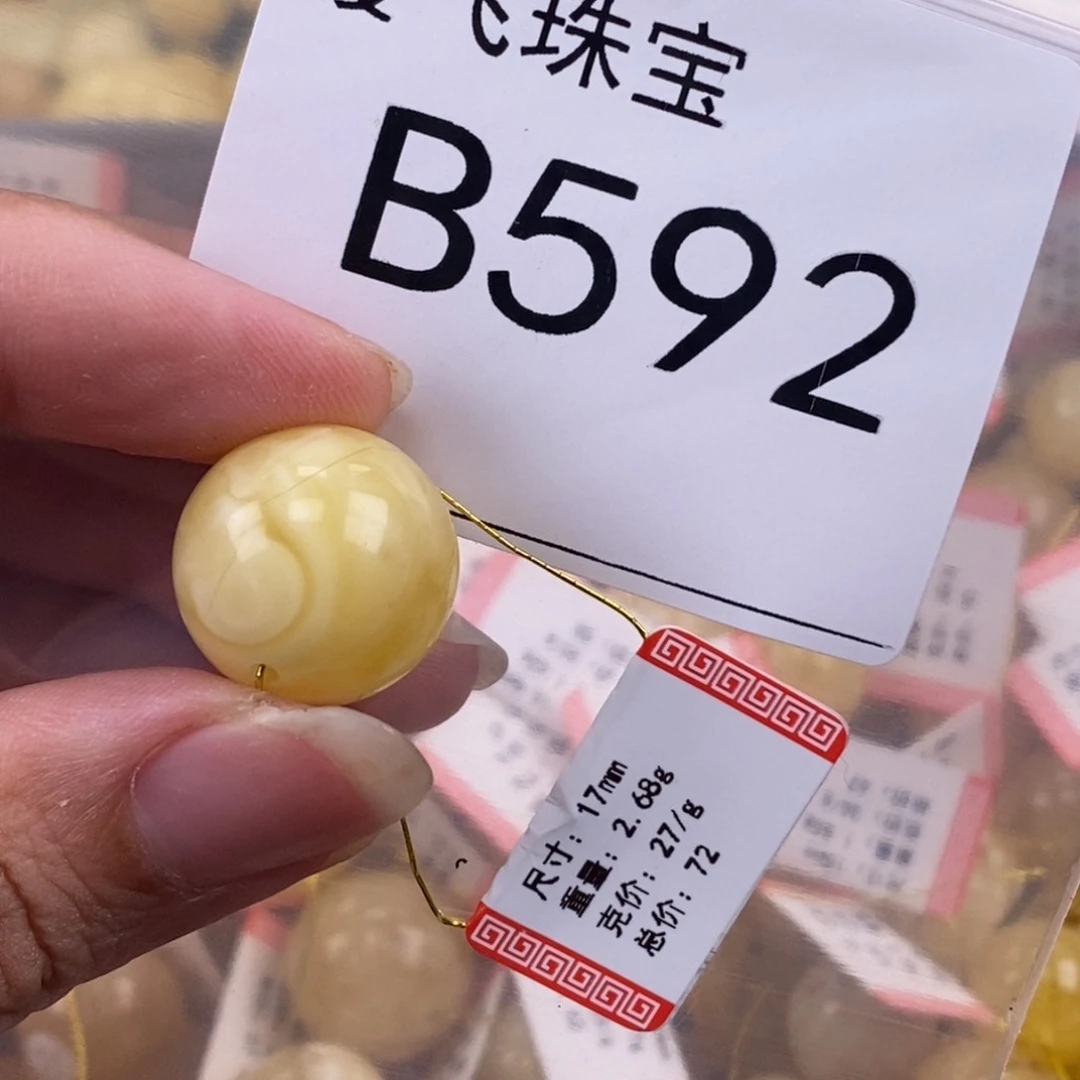 飞珠宝
B592
尺寸：17mm
重量：2.68g
克价：27/g
总价：72